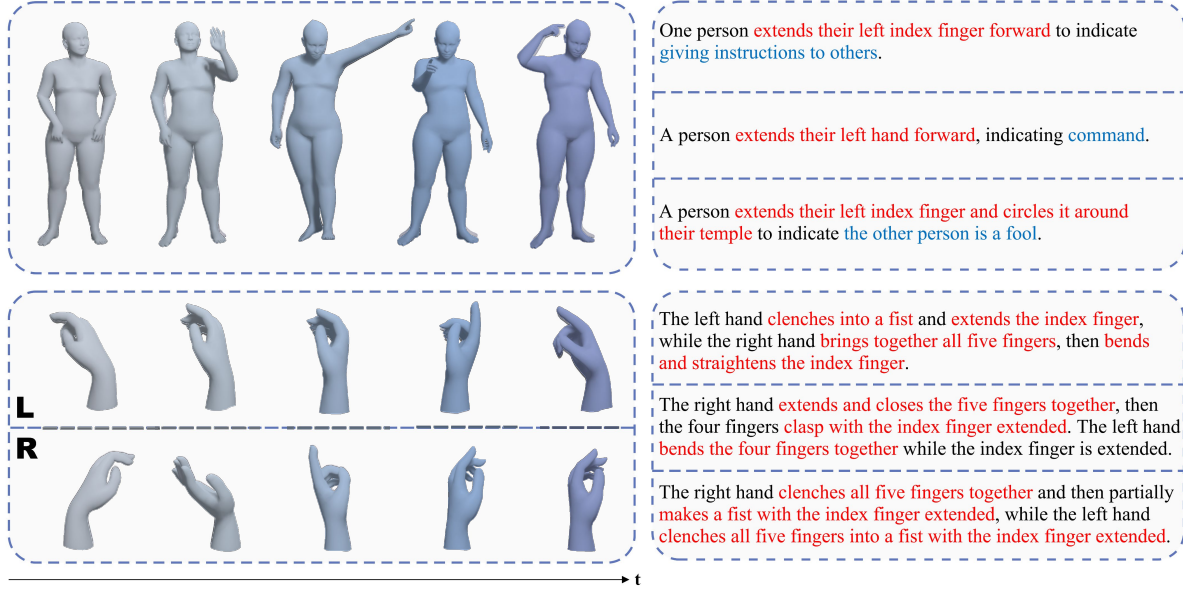 One person extends their left index finger forward to indicate
giving instructions to others.
A person extends their left hand forward, indicating command.
A person extends their left index finger and circles it around
their temple to indicate the other person is a fool.
L
R
The left hand clenches into a fist and extends the index finger,
while the right hand brings together all five fingers, then bends
and straightens the index finger.
The right hand extends and closes the five fingers together, then
the four fingers clasp with the index finger extended. The left hand
bends the four fingers together while the index finger is extended.
The right hand clenches all five fingers together and then partially
makes a fist with the index finger extended, while the left hand
clenches all five fingers into a fist with the index finger extended.
t